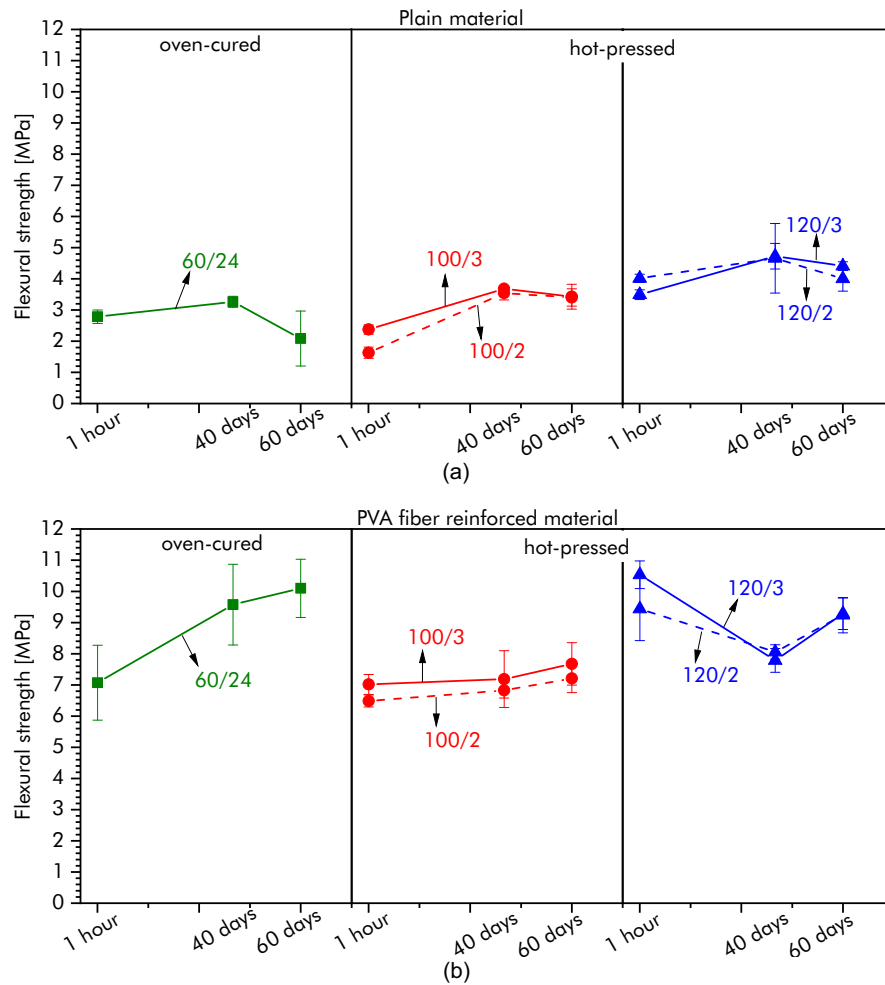 Plain material
oven-cured
hot-pressed
Flexural strength [MPa]
12
11
10
9
8
7
6
5
4
3
2
1
0
60/24
100/3
100/2
120/3
120/2
1 hour
40 days
60 days
1 hour
40 days
60 days
1 hour
40 days
60 days
(a)
PVA fiber reinforced material
oven-cured
hot-pressed
Flexural strength [MPa]
12
11
10
9
8
7
6
5
4
3
2
1
0
60/24
100/3
100/2
120/3
120/2
1 hour
40 days
60 days
1 hour
40 days
60 days
1 hour
40 days
60 days
(b)